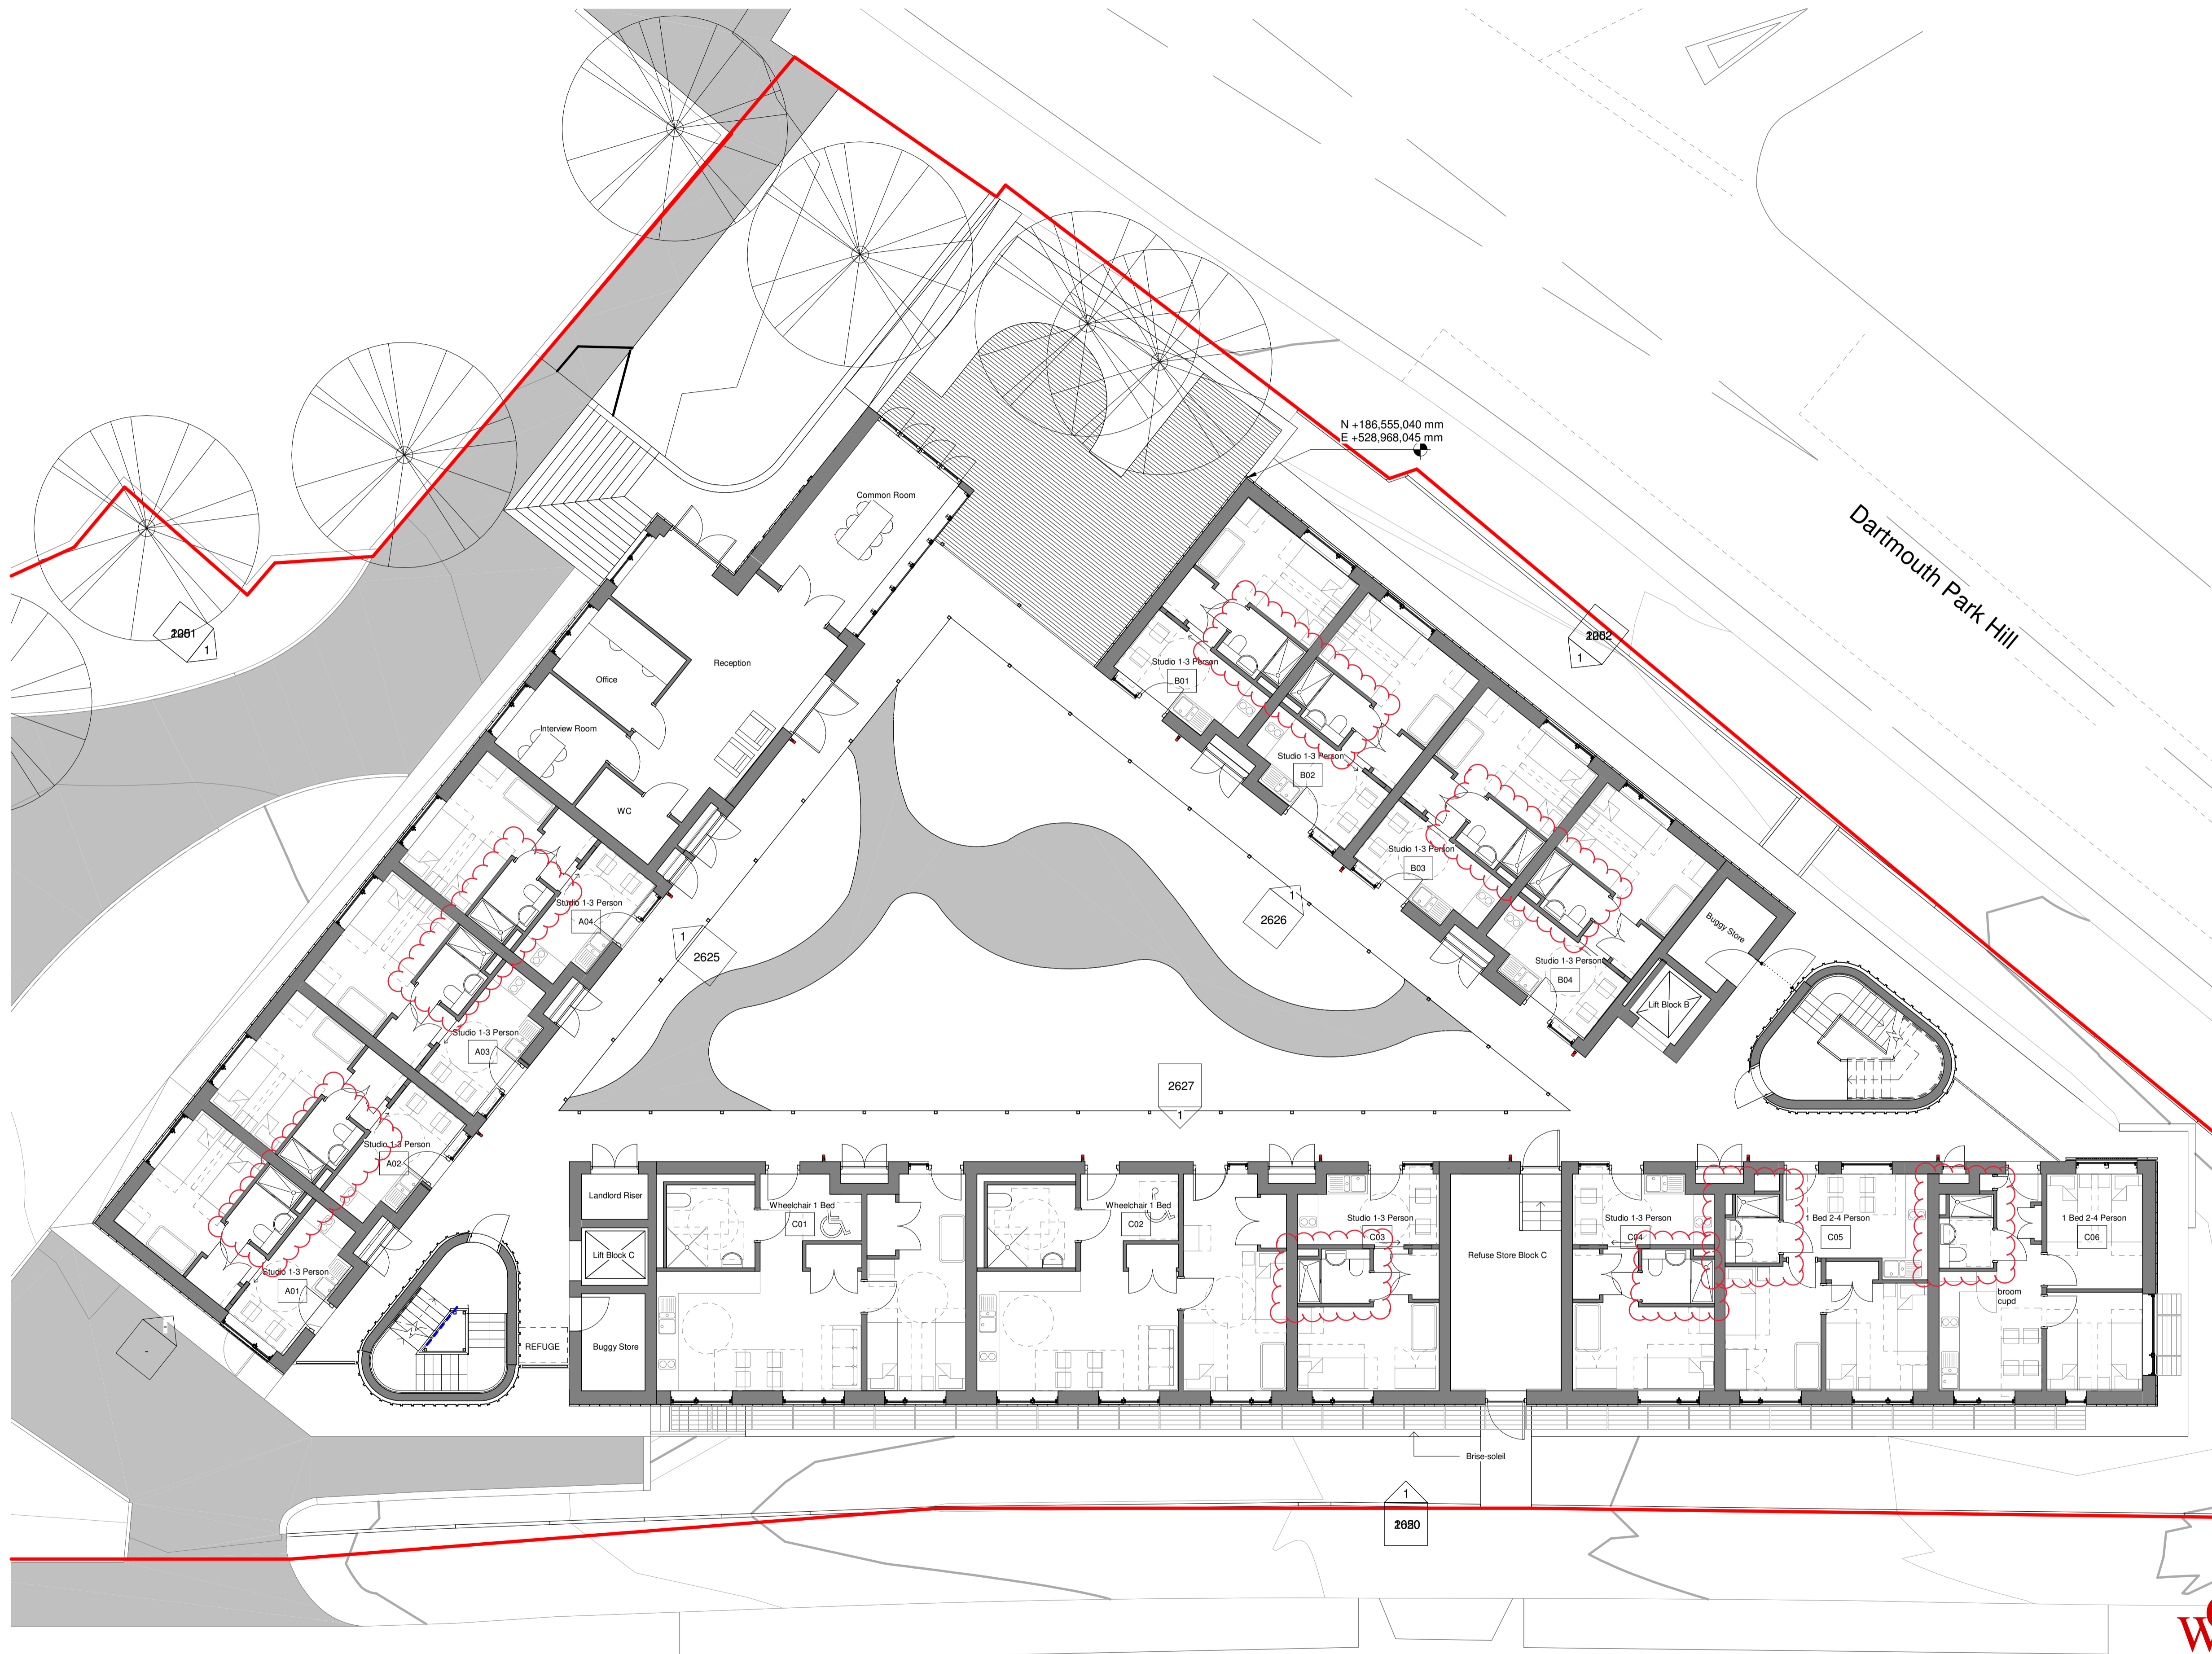 N +186,555,040 mm
E +528,968,045 mm
Dartmouth Park Hill
Common Room
Reception
Office
Interview Room
WC
1
1
Studio 1-3 Person
B01
Studio 1-3 Person
B02
Studio 1-3 Person
B03
Studio 1-3 Person
B04
Buggy Store
Lift Block B
Studio 1-3 Person
A04
Studio 1-3 Person
A03
Studio 1-3 Person
A02
Studio 1-3 Person
A01
1
2625
1
2626
2627
1
Landlord Riser
Lift Block C
Buggy Store
REFUGE
Wheelchair 1 Bed
C01
Wheelchair 1 Bed
C02
Studio 1-3 Person
C03
Refuse Store Block C
Studio 1-3 Person
C04
1 Bed 2-4 Person
C05
1 Bed 2-4 Person
C06
broom
cupd
Brise-soleil
1
W